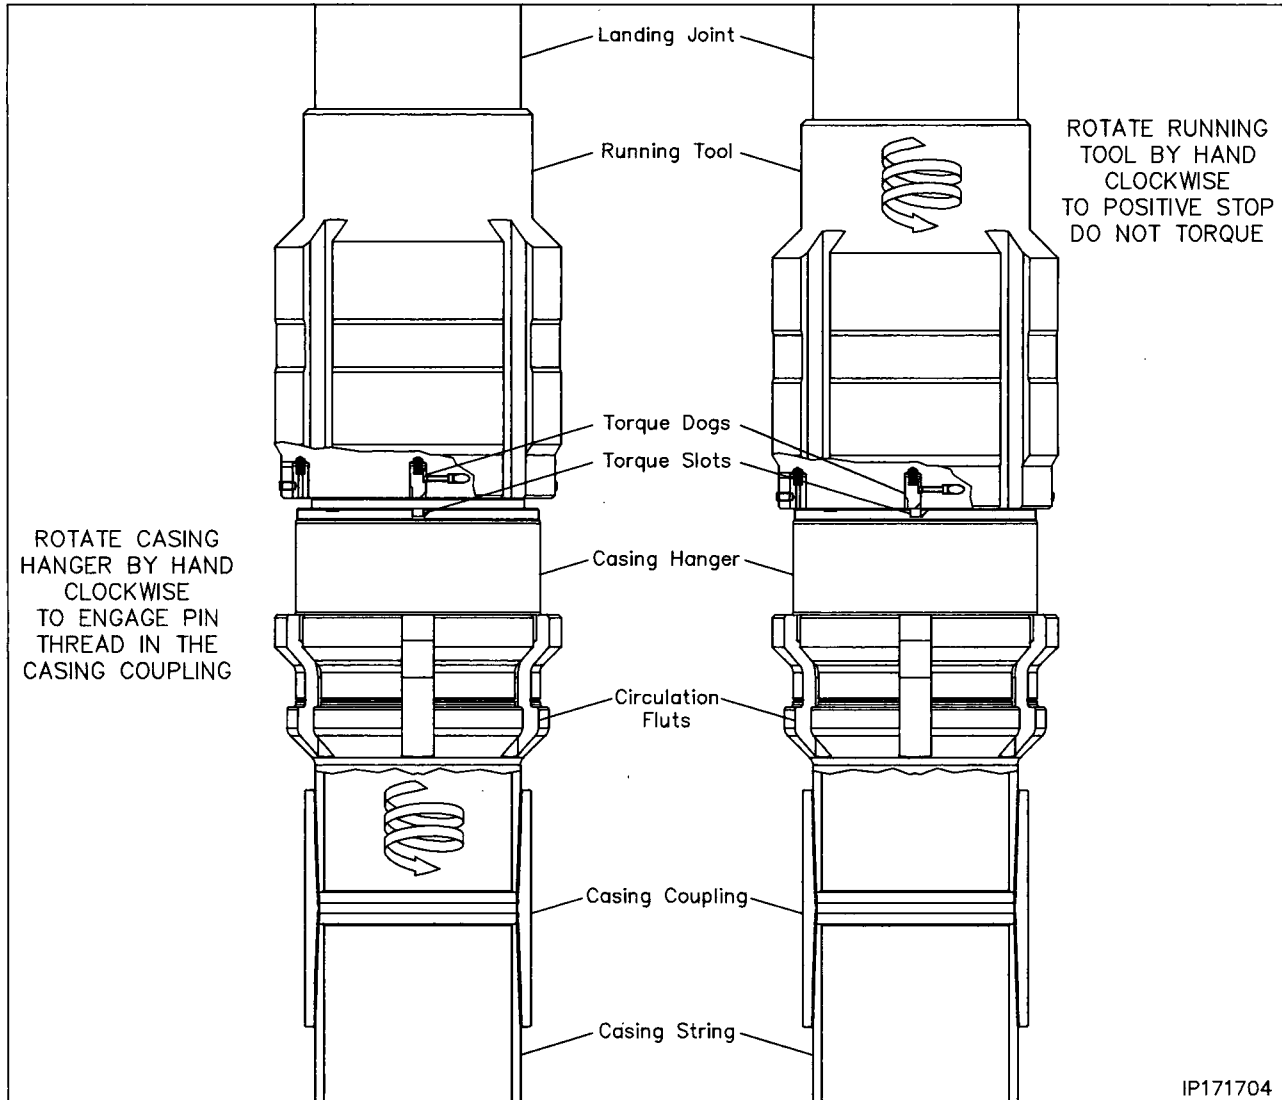 Landing Joint
Running Tool
ROTATE RUNNING
TOOL BY HAND
CLOCKWISE
TO POSITIVE STOP
DO NOT TORQUE
Torque Dogs
Torque Slots
ROTATE CASING
HANGER BY HAND
CLOCKWISE
TO ENGAGE PIN
THREAD IN THE
CASING COUPLING
Casing Hanger
Circulation
Fluts
Casing Coupling
Casing String
IP171704